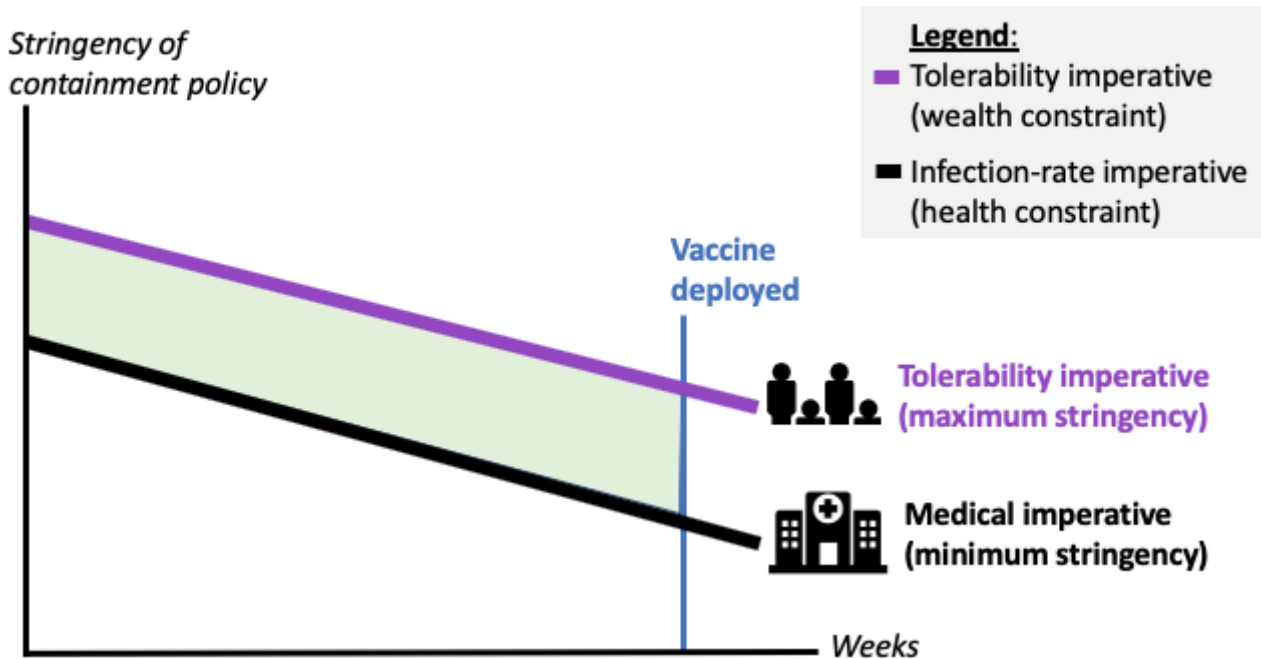 Stringency of
containment policy
Legend:
Tolerability imperative
(wealth constraint)
Infection-rate imperative
(health constraint)
Vaccine
deployed
Tolerability imperative
(maximum stringency)
Medical imperative
(minimum stringency)
Weeks